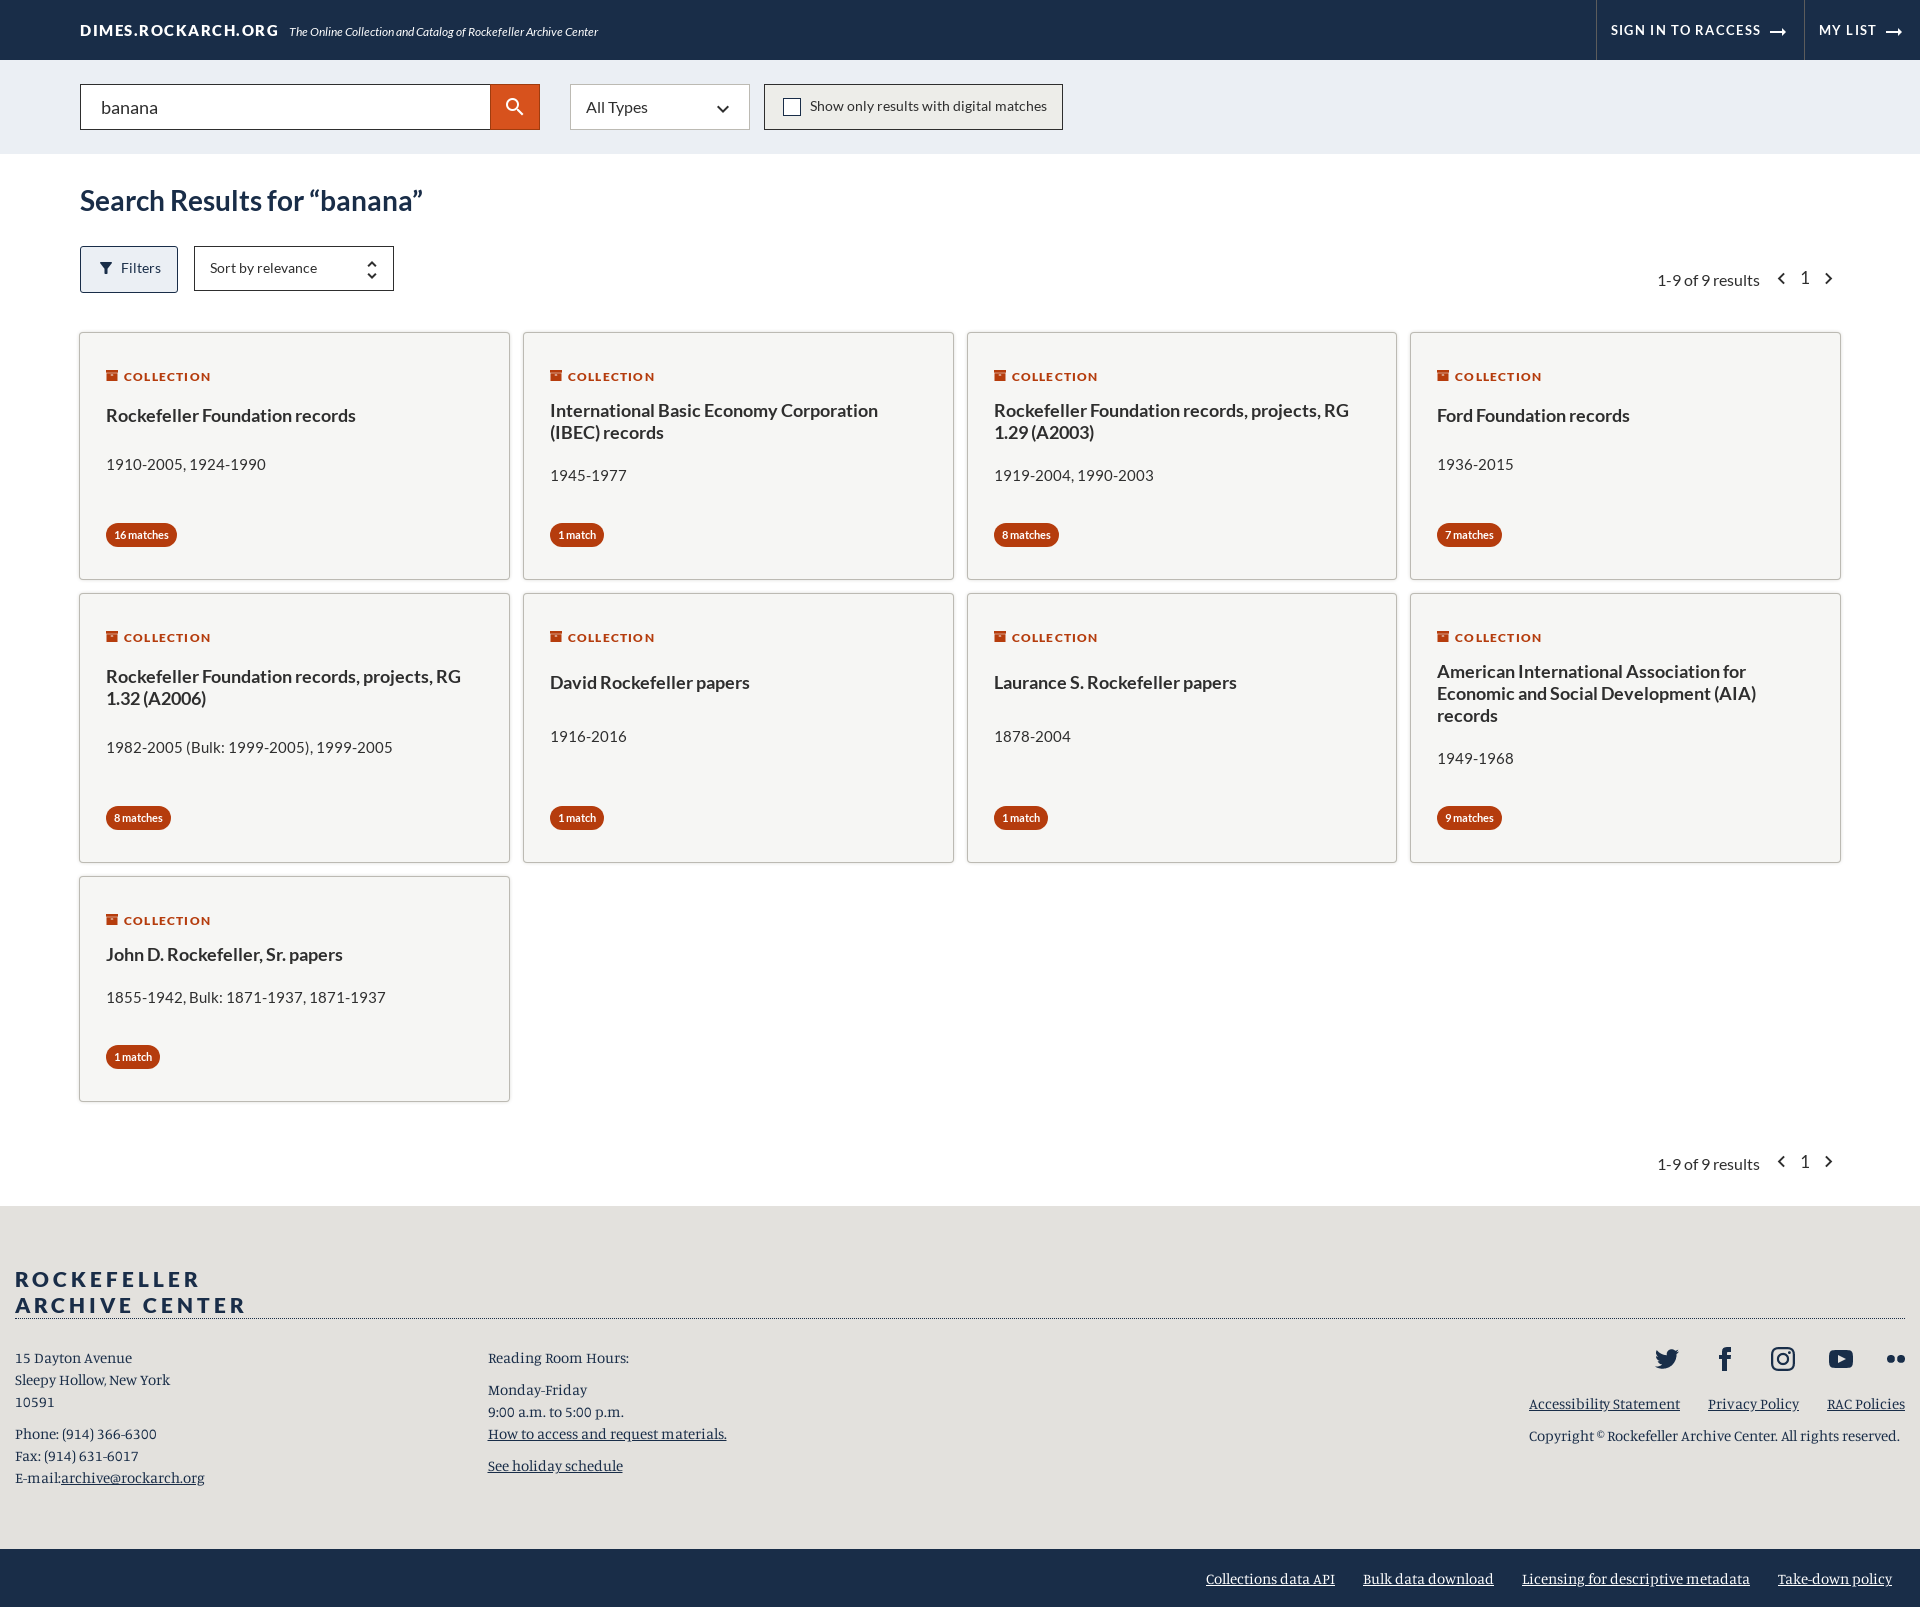 DIMES.ROCKARCH.ORG The Online Collection and Catalog of Rockefeller Archive Center
SIGN IN TO RACCESS
MY LIST
banana
All Types
Show only results with digital matches
Search Results for “banana”
Filters
Sort by relevance
1-9 of 9 results 1
COLLECTION
Rockefeller Foundation records
1910-2005, 1924-1990
16 matches
COLLECTION
International Basic Economy Corporation
(IBEC) records
1945-1977
1 match
COLLECTION
Rockefeller Foundation records, projects, RG
1.29 (A2003)
1919-2004, 1990-2003
8 matches
COLLECTION
Ford Foundation records
1936-2015
7 matches
COLLECTION
Rockefeller Foundation records, projects, RG
1.32 (A2006)
1982-2005 (Bulk: 1999-2005), 1999-2005
8 matches
COLLECTION
David Rockefeller papers
1916-2016
1 match
COLLECTION
Laurance S. Rockefeller papers
1878-2004
1 match
COLLECTION
American International Association for
Economic and Social Development (AIA)
records
1949-1968
9 matches
COLLECTION
John D. Rockefeller, Sr. papers
1855-1942, Bulk: 1871-1937, 1871-1937
1 match
1-9 of 9 results 1
ROCKEFELLER
ARCHIVE CENTER
15 Dayton Avenue
Sleepy Hollow, New York
10591
Phone: (914) 366-6300
Fax: (914) 631-6017
E-mail:archive@rockarch.org
Reading Room Hours:
Monday-Friday
9:00 a.m. to 5:00 p.m.
How to access and request materials.
See holiday schedule
Accessibility Statement Privacy Policy RAC Policies
Copyright © Rockefeller Archive Center. All rights reserved.
Collections data API Bulk data download Licensing for descriptive metadata Take-down policy